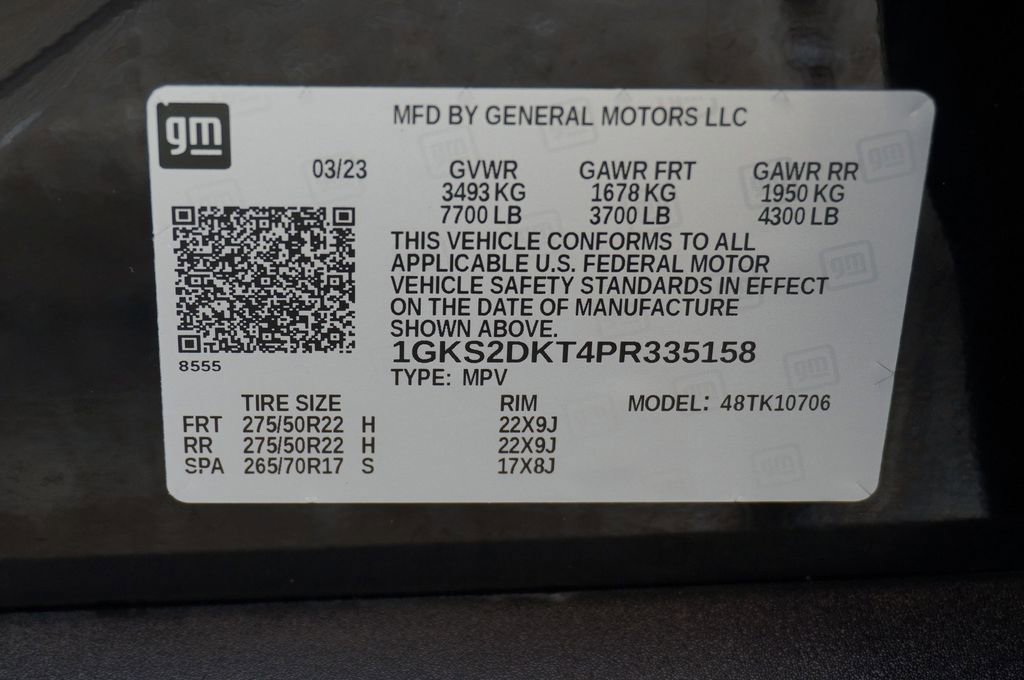 gm
MFD BY GENERAL MOTORS LLC
03/23 GVWR GAWR FRT GAWR RR
3493 KG 1678 KG 1950 KG
7700 LB 3700 LB 4300 LB
THIS VEHICLE CONFORMS TO ALL
APPLICABLE U.S. FEDERAL MOTOR
VEHICLE SAFETY STANDARDS IN EFFECT
ON THE DATE OF MANUFACTURE
SHOWN ABOVE.
1GKS2DKT4PR335158
8555
TYPE: MPV
TIRE SIZE RIM MODEL: 48TK10706
FRT 275/50R22 H 22X9J
RR 275/50R22 H 22X9J
SPA 265/70R17 S 17X8J